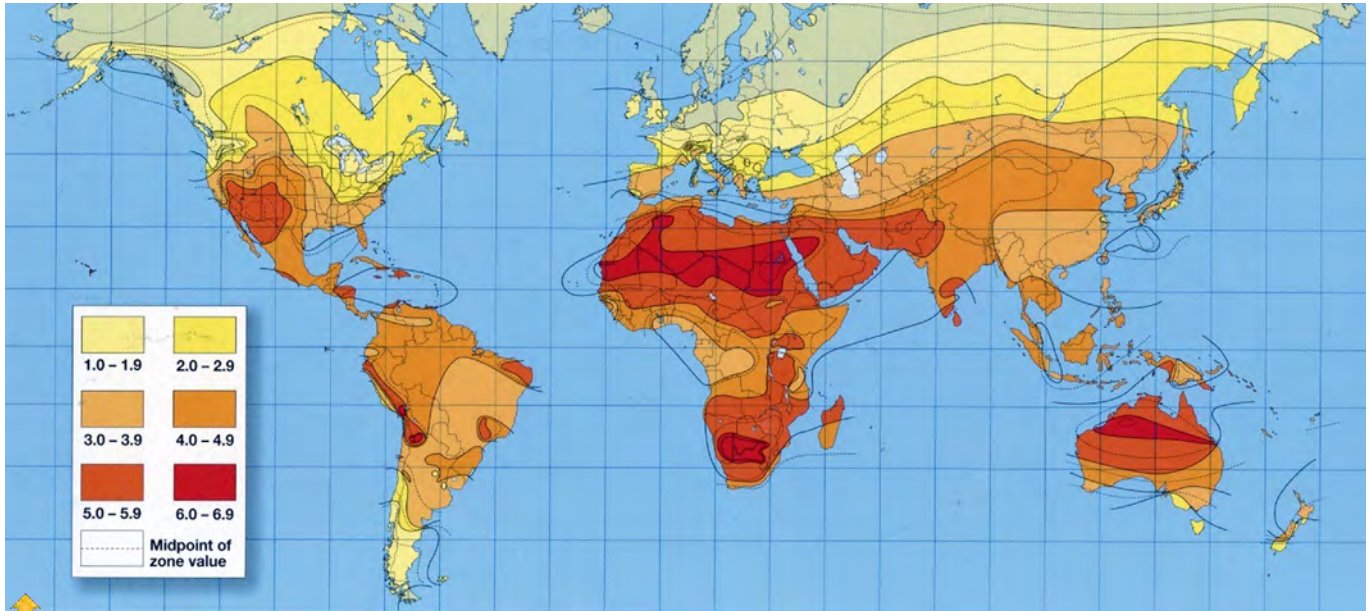 1.0 – 1.9 2.0 – 2.9
3.0 – 3.9 4.0 – 4.9
5.0 – 5.9 6.0 – 6.9
Midpoint of
zone value